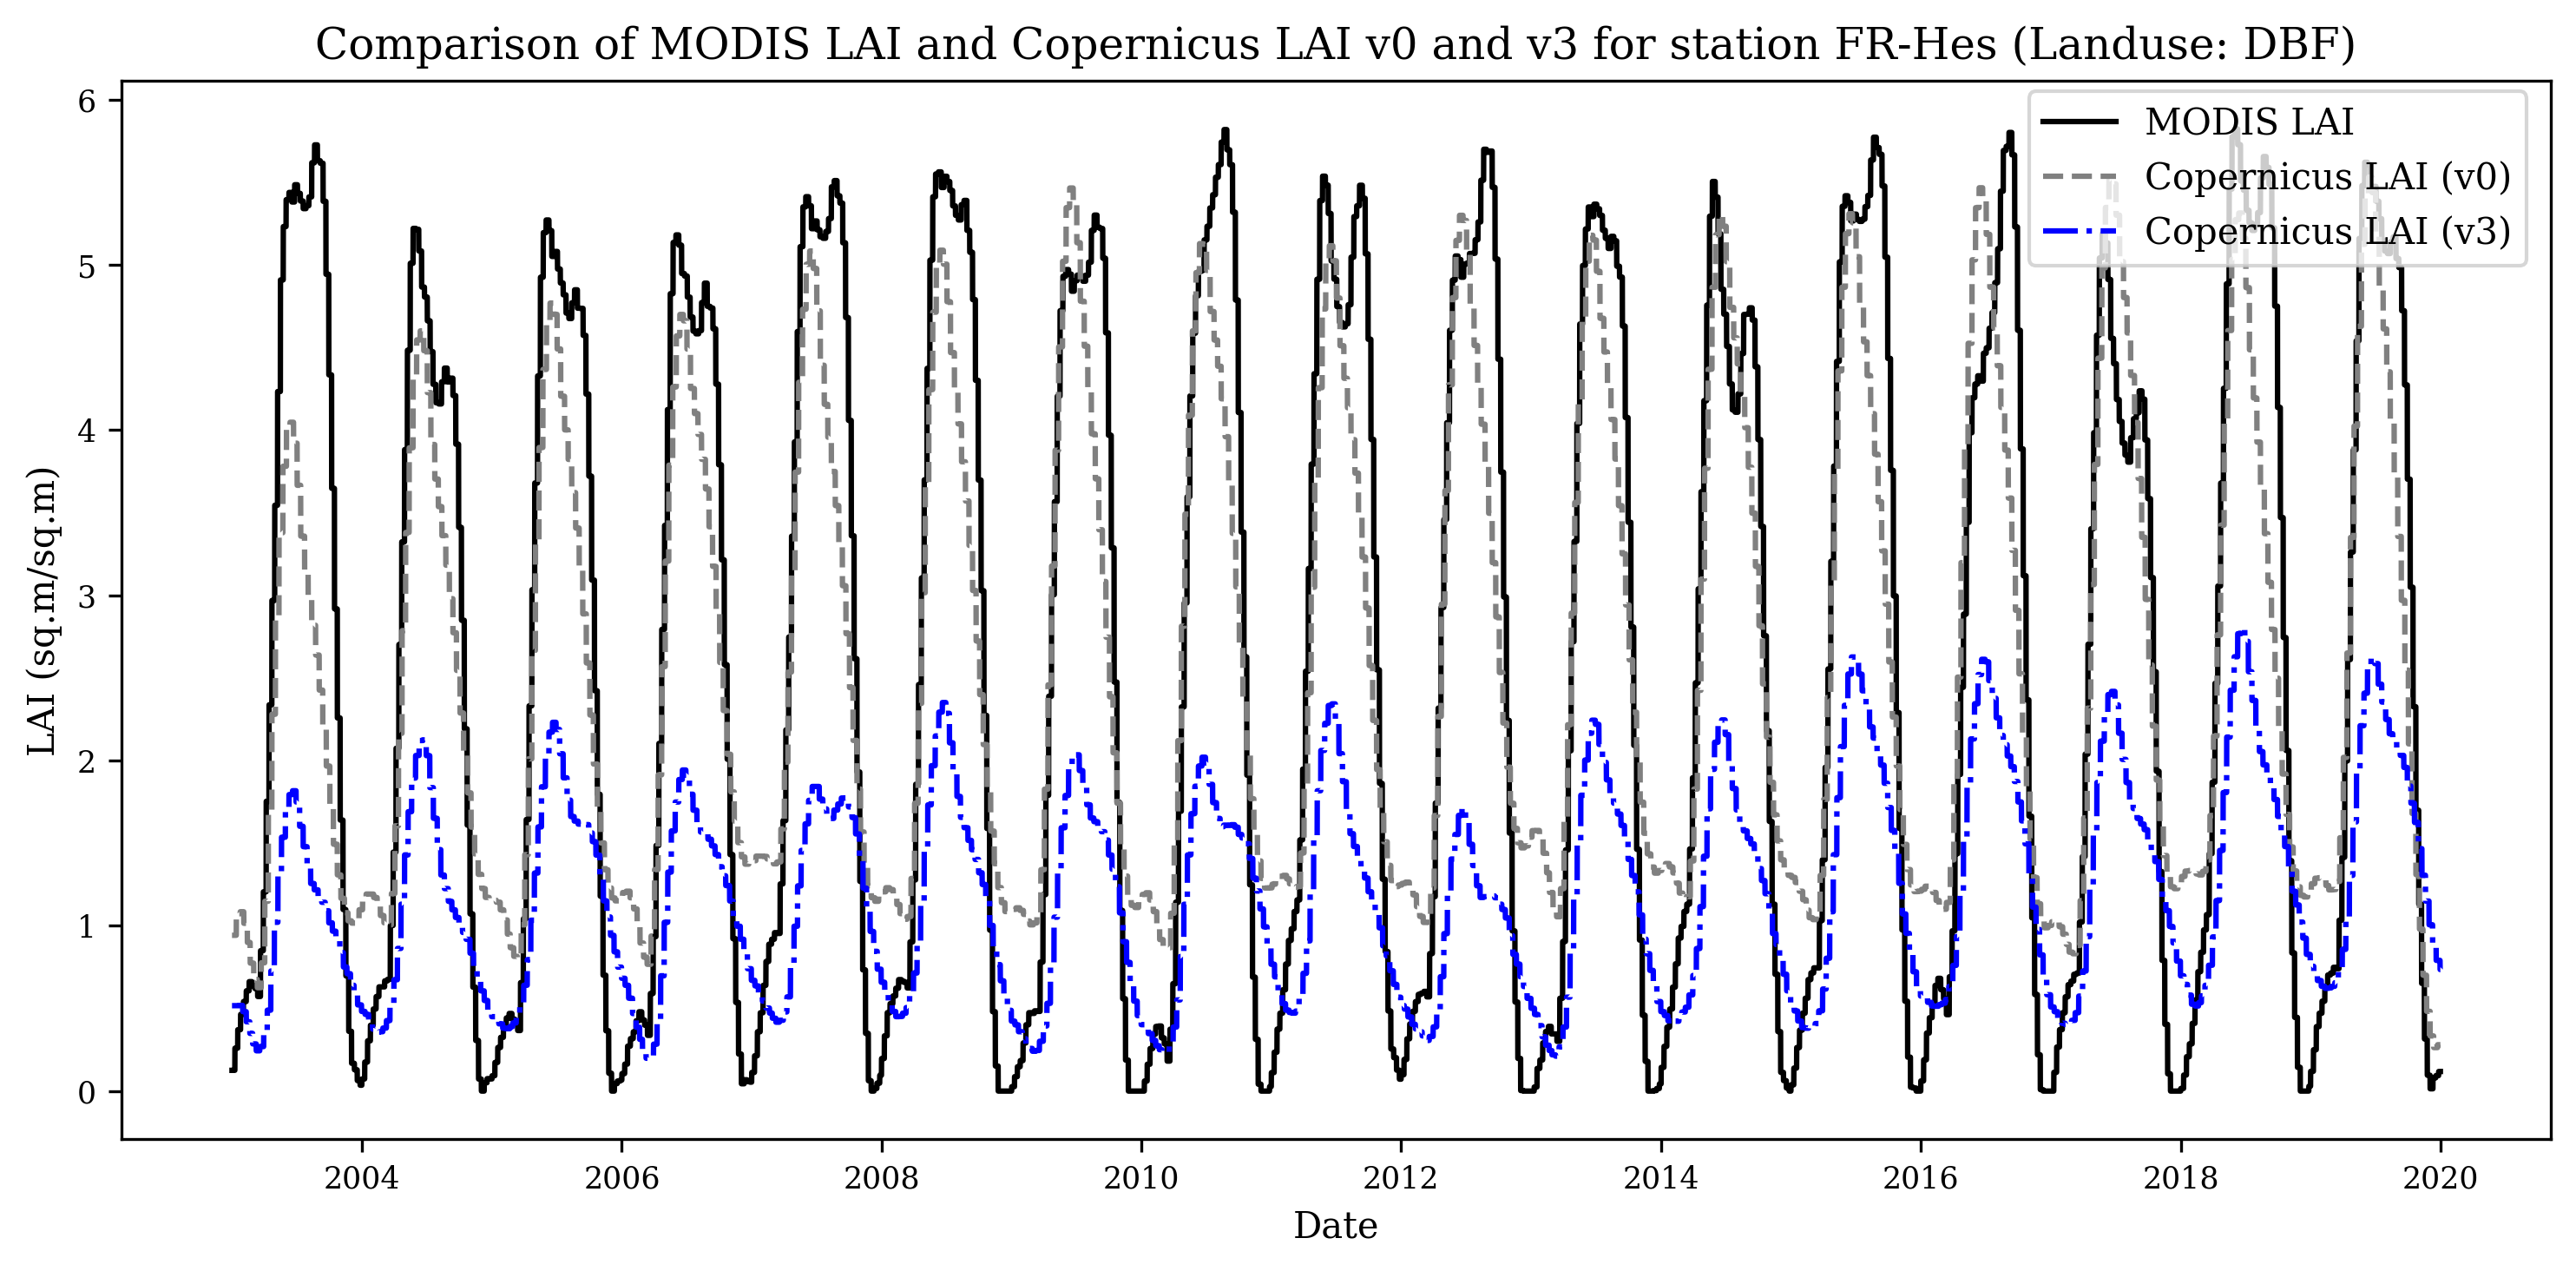 Comparison of MODIS LAI and Copernicus LAI v0 and v3 for station FR-Hes (Landuse: DBF)
MODIS LAI
Copernicus LAI (v0)
Copernicus LAI (v3)
LAI (sq.m/sq.m)
6
5
4
3
2
1
0
2004 2006 2008 2010 2012 2014 2016 2018 2020
Date